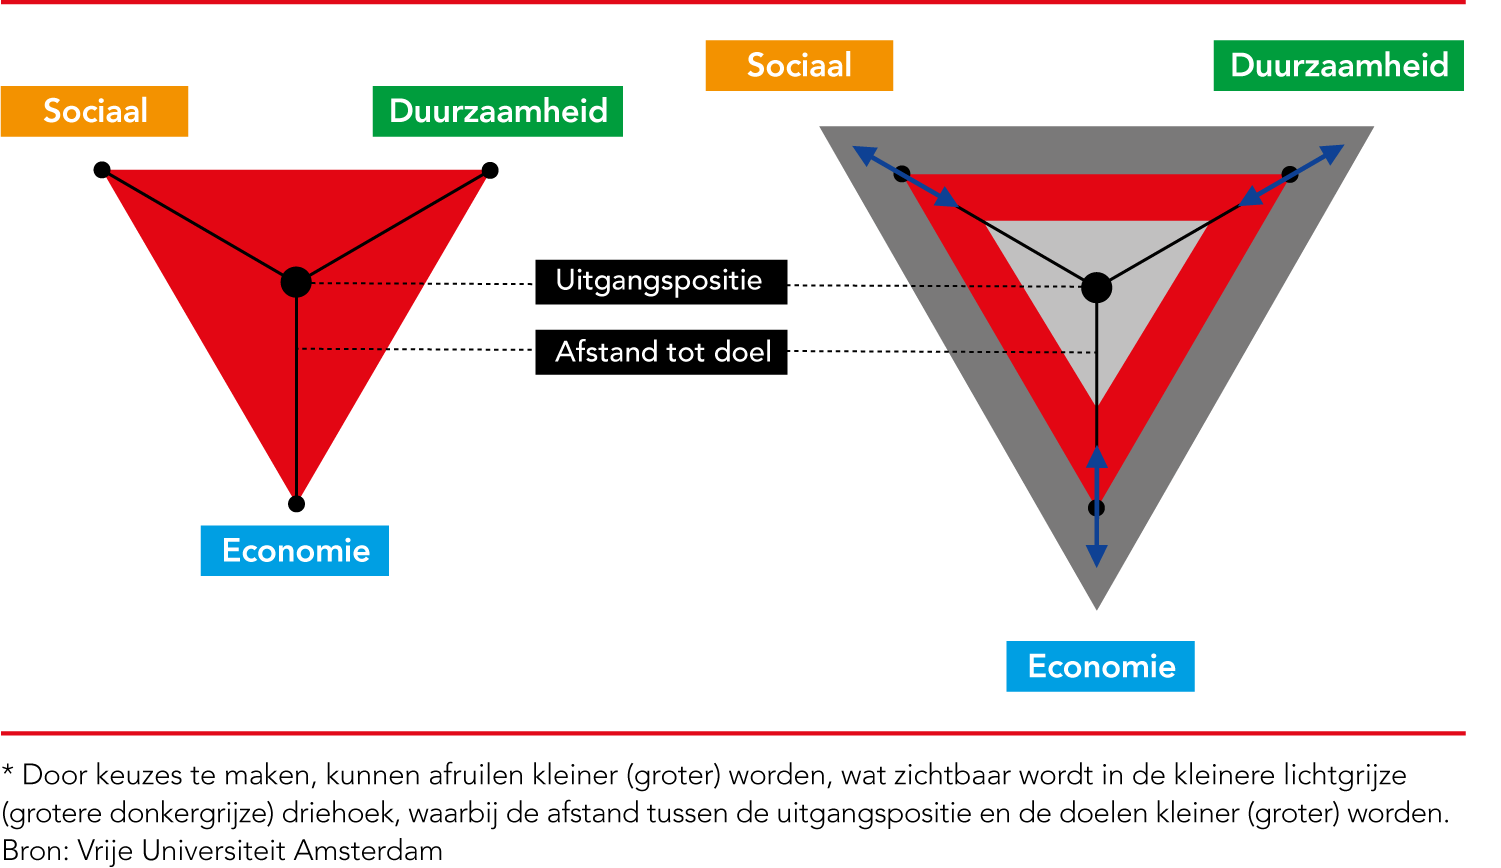 Sociaal
Duurzaamheid
Sociaal
Duurzaamheid
Uitgangspositie
Afstand tot doel
Economie
Economie
* Door keuzes te maken, kunnen afruilen kleiner (groter) worden, wat zichtbaar wordt in de kleinere lichtgrijze
(grotere donkergrijze) driehoek, waarbij de afstand tussen de uitgangspositie en de doelen kleiner (groter) worden.
Bron: Vrije Universiteit Amsterdam